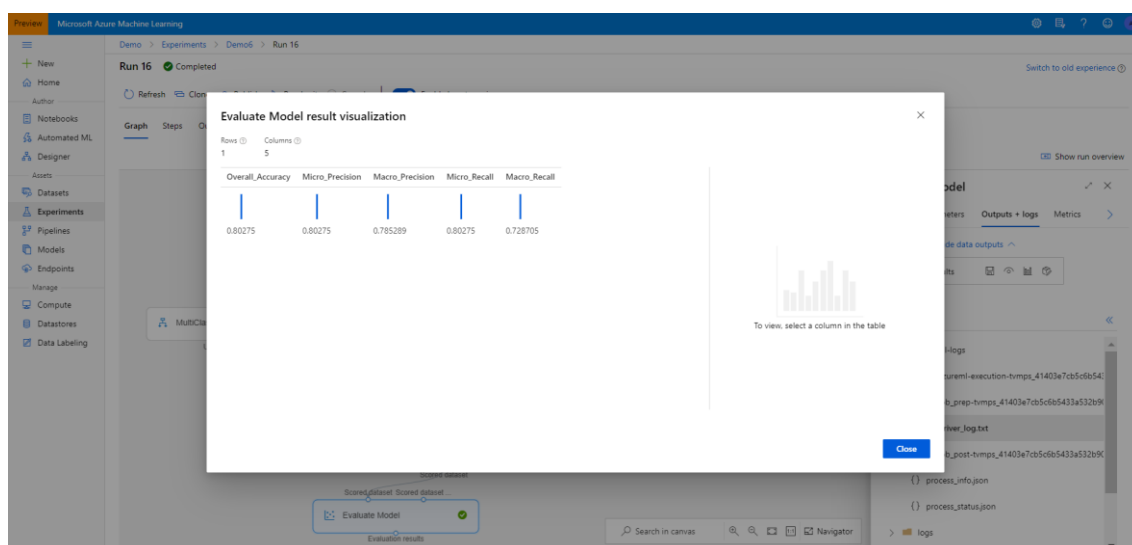 Preview Microsoft Azure Machine Learning
Demo > Experiments > Demo6 > Run 16
New
Run 16 Completed
Switch to old experience
Home
Refresh
Author
Notebooks
Graph Steps
Automated ML
Designer
Show run overview
Assets
Datasets
Experiments
Outputs + logs Metrics
Pipelines
Models
Endpoints
Manage
Compute
Datastores
Data Labeling
Evaluate Model result visualization
Rows Columns
1 5
Overall_Accuracy Micro_Precision Macro_Precision Micro_Recall Macro_Recall
0.80275 0.80275 0.785289 0.80275 0.728705
To view, select a column in the table
Close
process_info.json
process_status.json
logs
Scored dataset
Scored dataset Scored dataset ...
Evaluate Model
Evaluation results
Search in canvas
1:1 Navigator